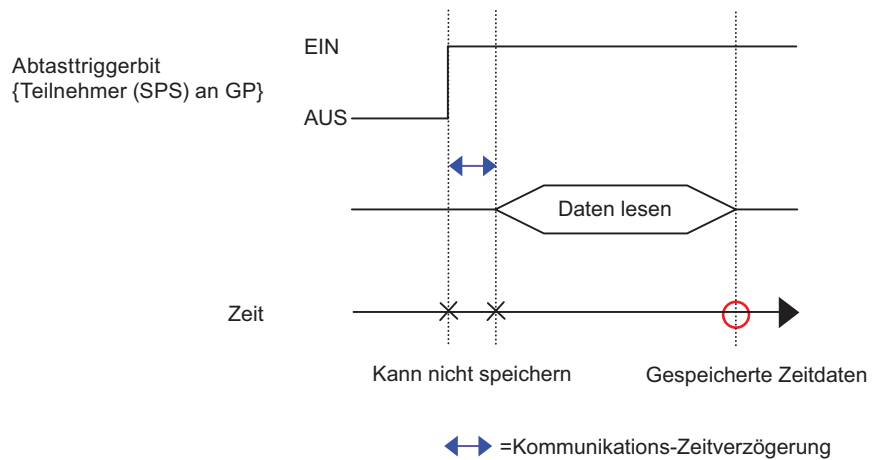 EIN
Abtasttriggerbit
{Teilnehmer (SPS) an GP}
AUS
Daten lesen
Zeit
Kann nicht speichern
Gespeicherte Zeitdaten
=Kommunikations-Zeitverzögerung